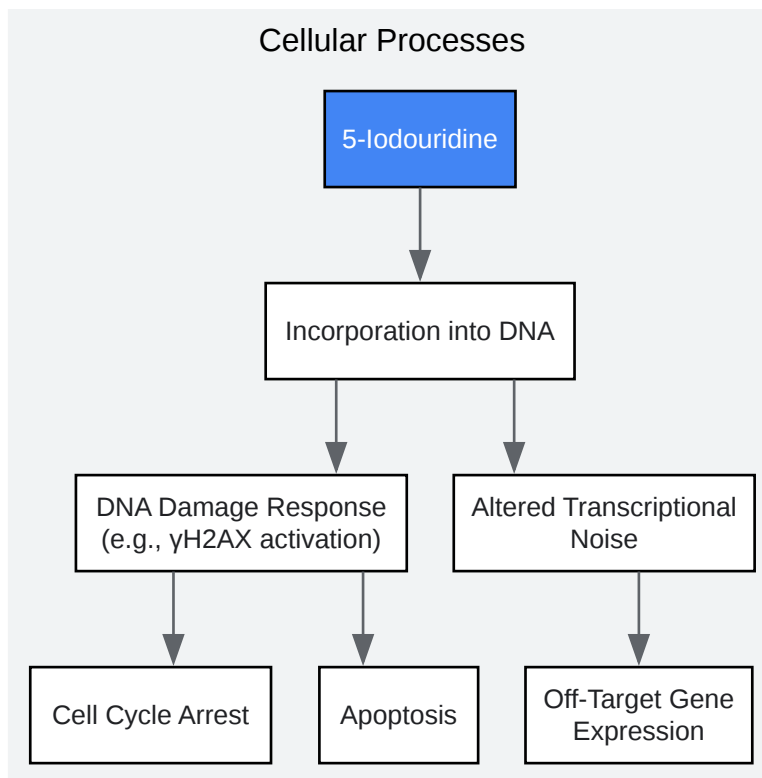 Cellular Processes
5-Iodouridine
Incorporation into DNA
DNA Damage Response
(e.g., γH2AX activation)
Altered Transcriptional
Noise
Cell Cycle Arrest
Apoptosis
Off-Target Gene
Expression